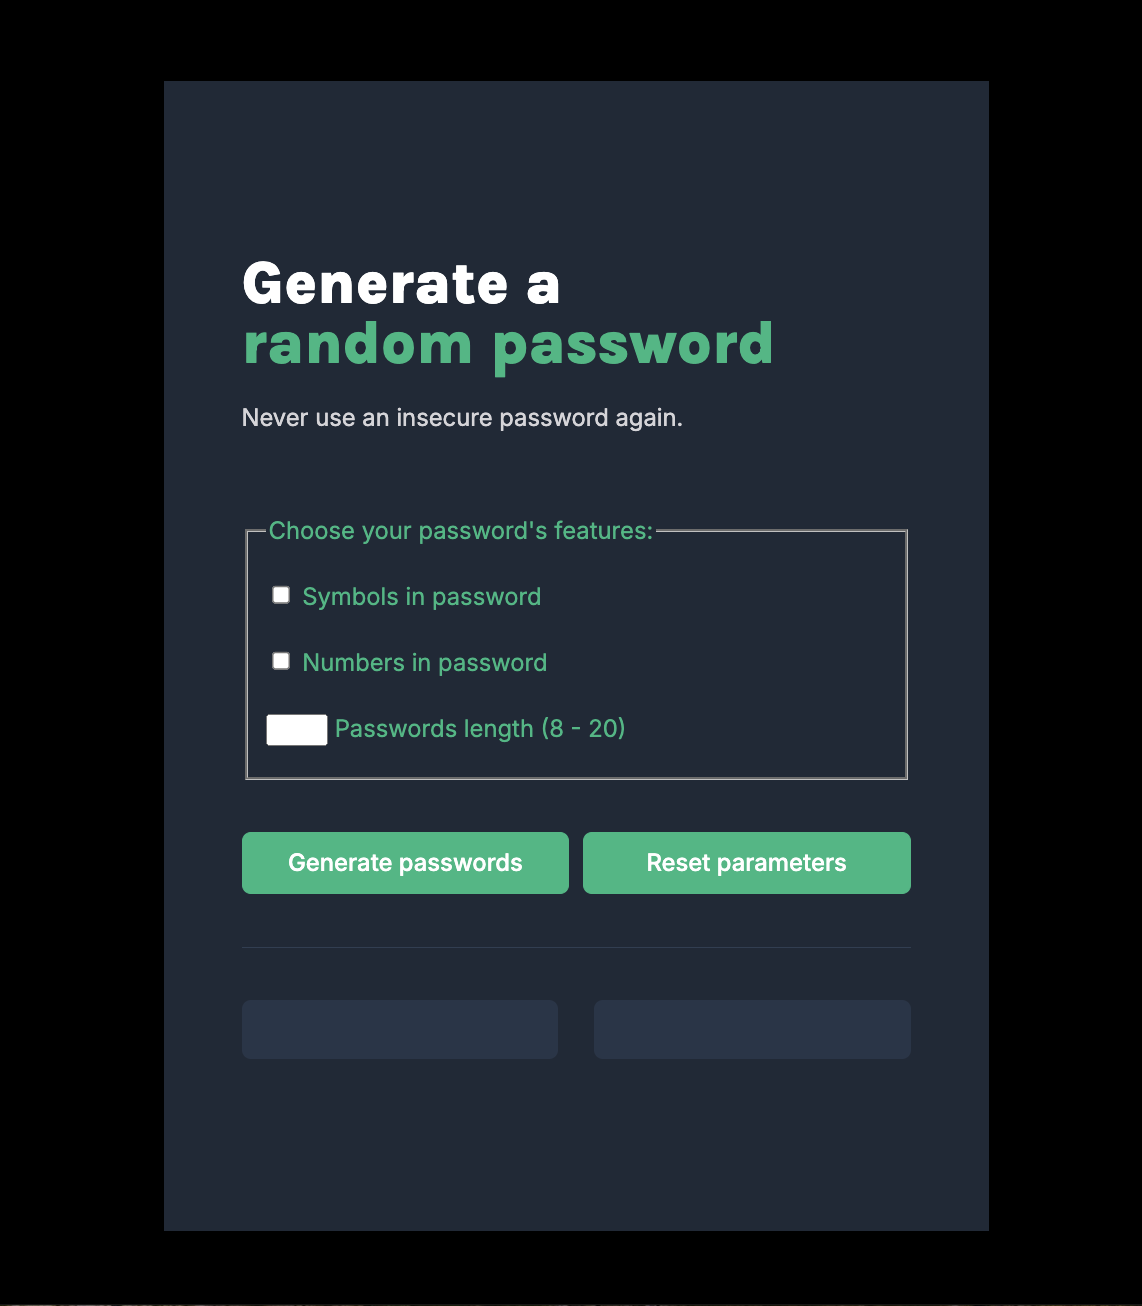 Generate a
random password
Never use an insecure password again.
Choose your password's features:
Symbols in password
Numbers in password
Passwords length (8 - 20)
Generate passwords
Reset parameters